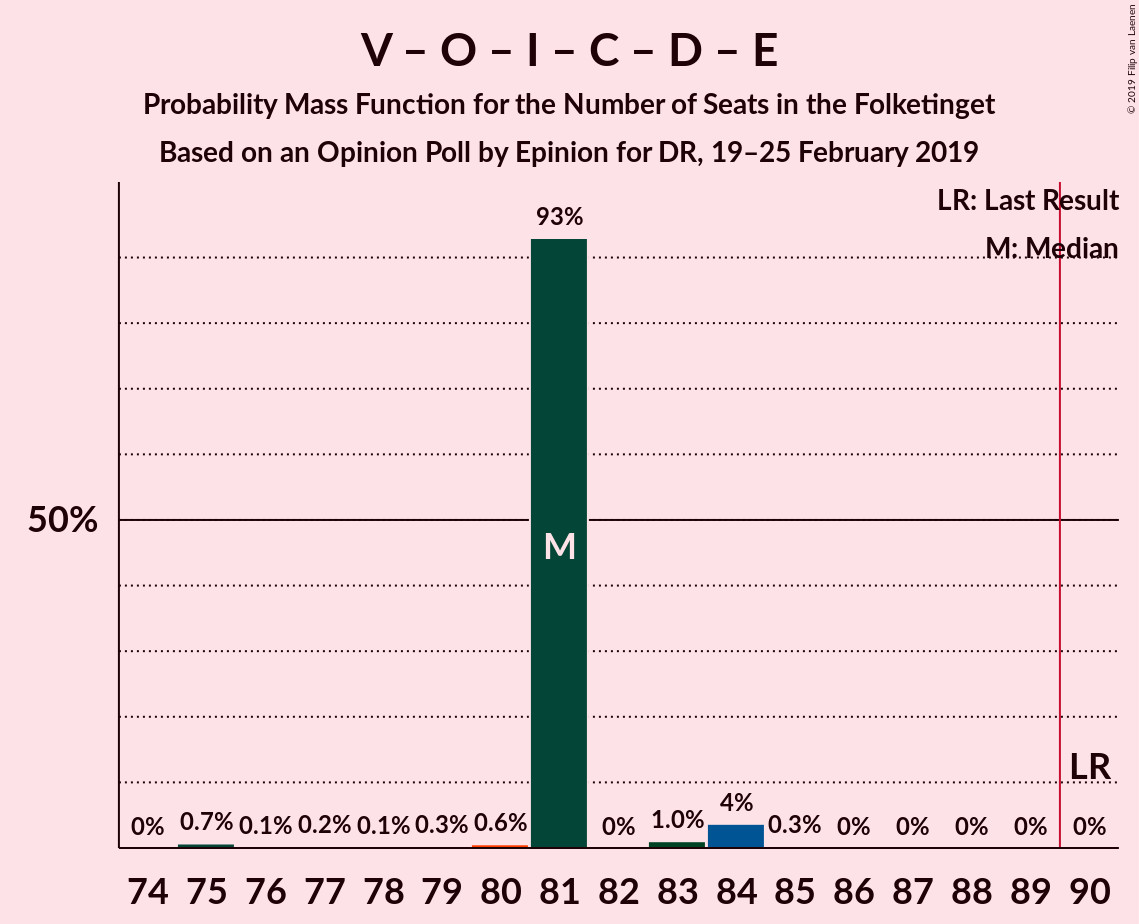 V – O – I – C – D – E
Probability Mass Function for the Number of Seats in the Folketinget
Based on an Opinion Poll by Epinion for DR, 19–25 February 2019
© 2019 Filip van Laenen
LR: Last Result
M: Median
93%
50%
M
LR
0% 0.7% 0.1% 0.2% 0.1% 0.3% 0.6% 0% 1.0% 4% 0.3% 0% 0% 0% 0% 0%
74 75 76 77 78 79 80 81 82 83 84 85 86 87 88 89 90